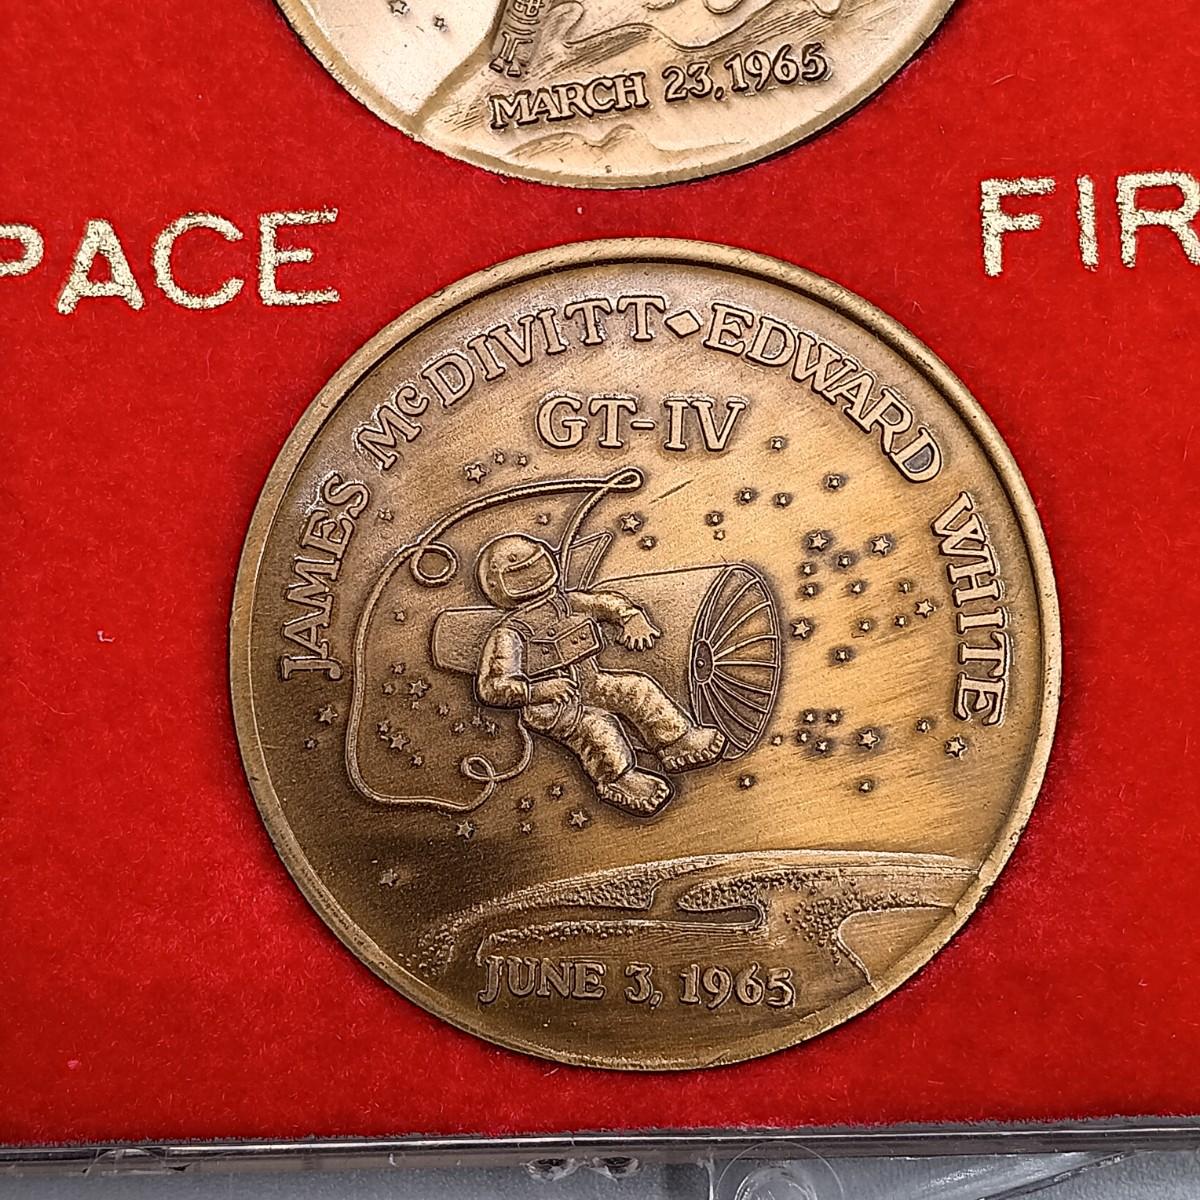 MARCH 23, 1965
PACE
FIR
JAMES McDIVITT◇EDWARD WHITE
GT-IV
JUNE 3, 1965